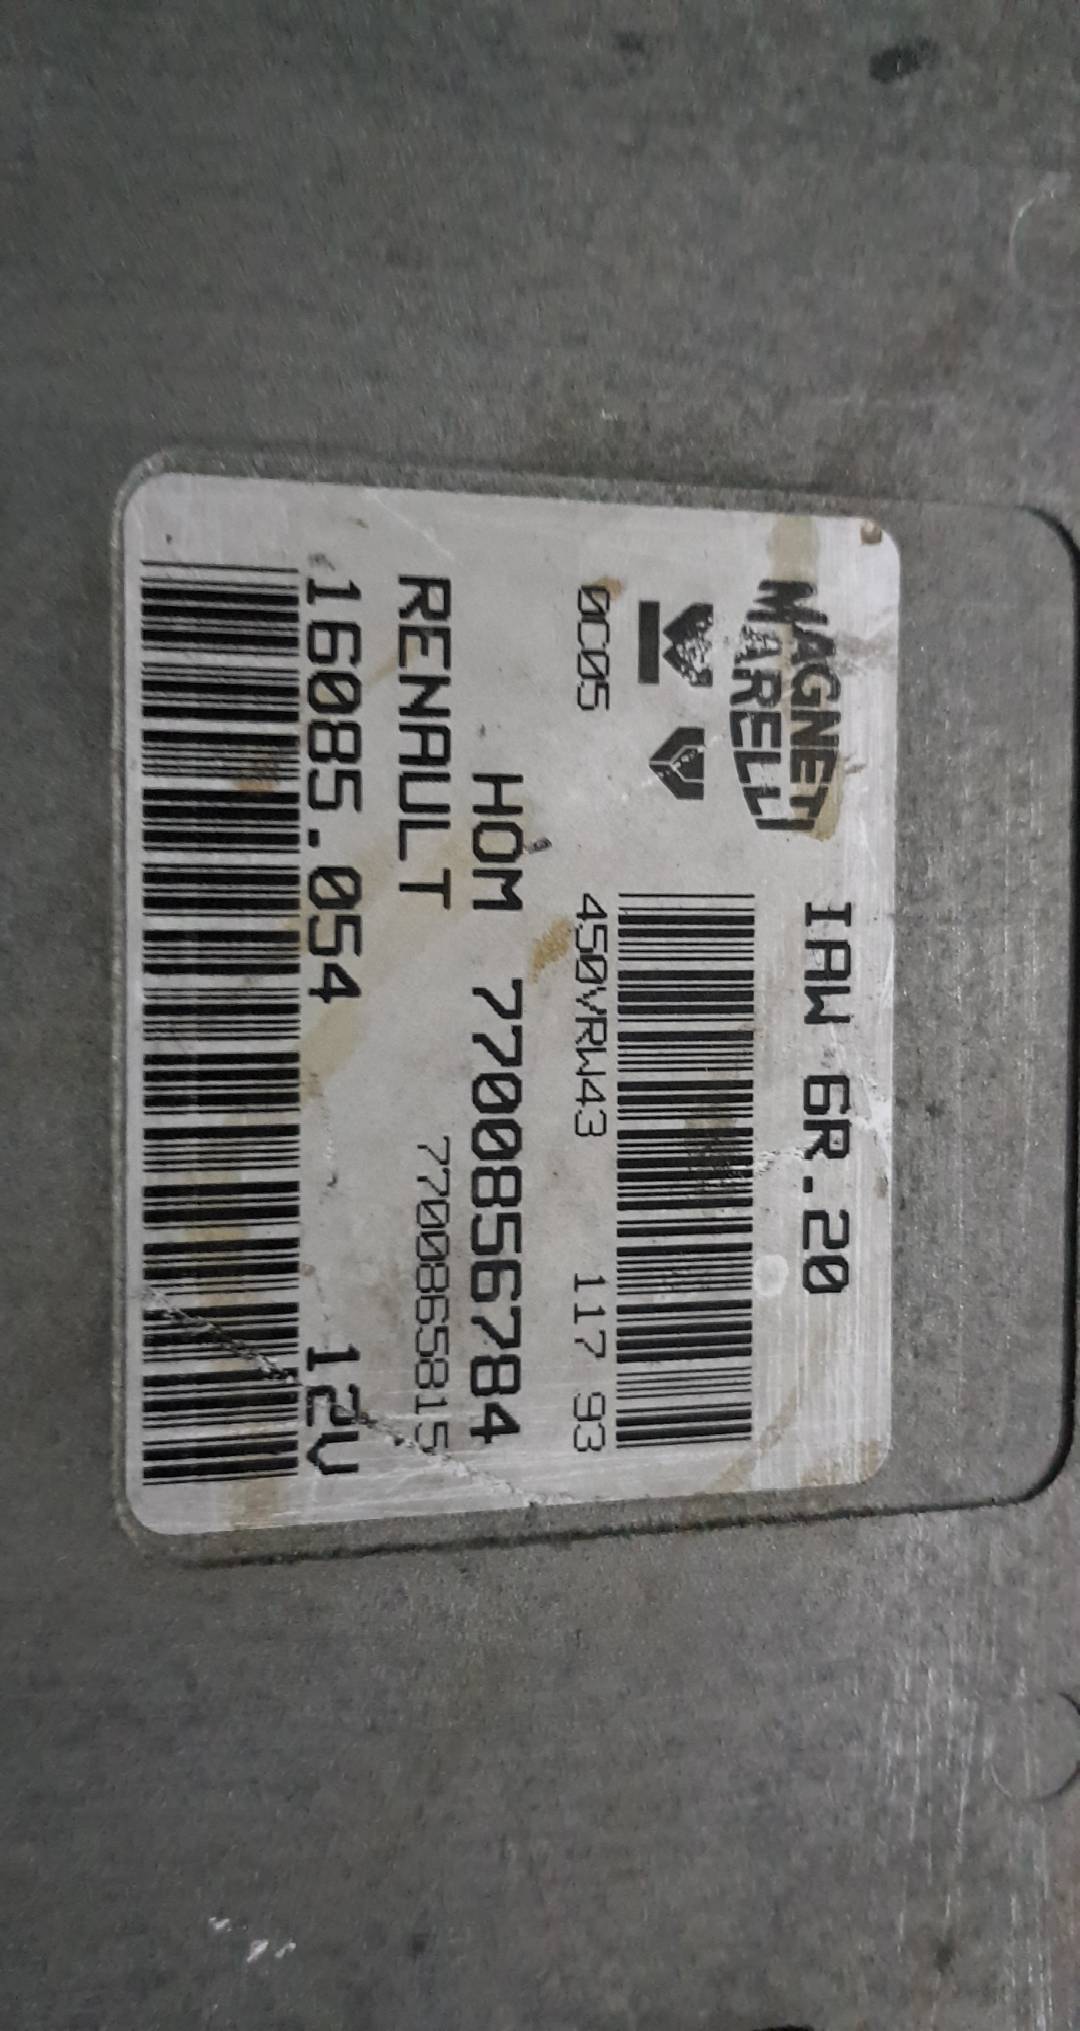 MAGNETI
MARELLI
IAW 6R.20
0C05
450VRW43 117 93
HOM 7700856784
RENAULT 7700865815
16085.054 12V